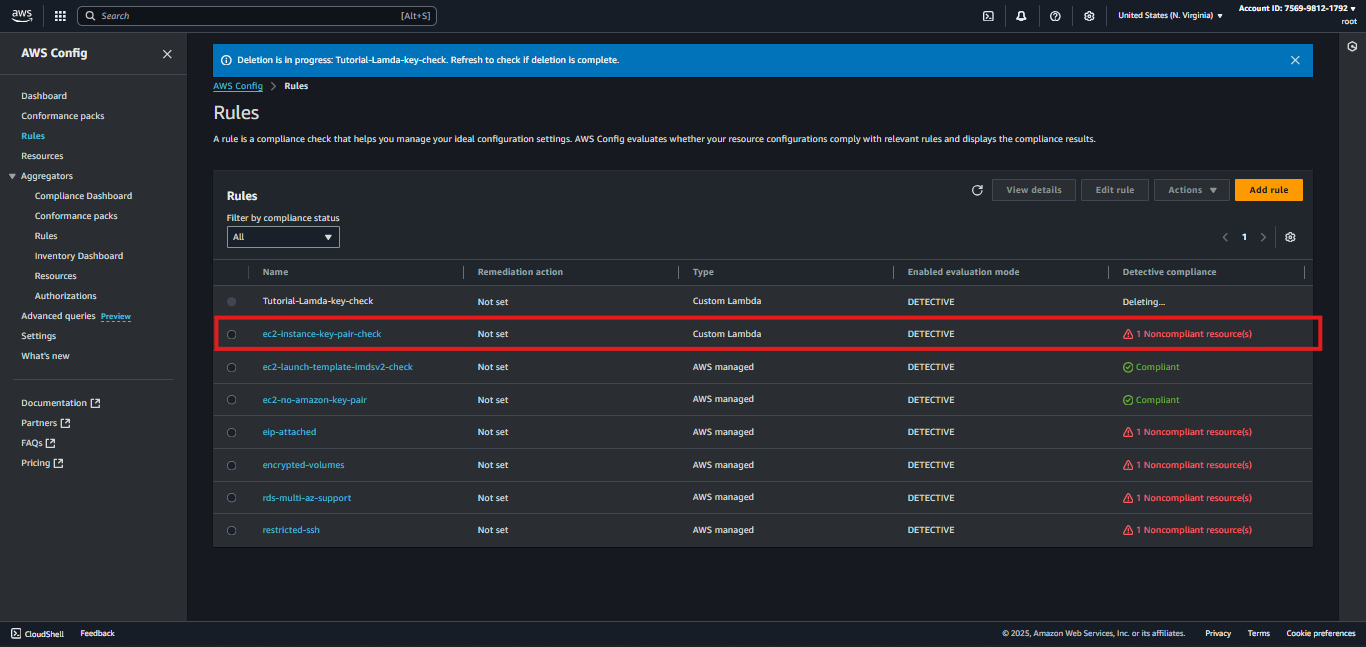 aws Search [Alt+S] United States (N. Virginia) Account ID: 7569-9812-1792
root
AWS Config
Dashboard
Conformance packs
Rules
Resources
Aggregators
Compliance Dashboard
Conformance packs
Rules
Inventory Dashboard
Resources
Authorizations
Advanced queries Preview
Settings
What's new
Documentation
Partners
FAQs
Pricing
Deletion is in progress: Tutorial-Lamda-key-check. Refresh to check if deletion is complete.
AWS Config > Rules
Rules
A rule is a compliance check that helps you manage your ideal configuration settings. AWS Config evaluates whether your resource configurations comply with relevant rules and displays the compliance results.
Rules View details Edit rule Actions Add rule
Filter by compliance status
All 1
Name Remediation action Type Enabled evaluation mode Detective compliance
Tutorial-Lamda-key-check Not set Custom Lambda DETECTIVE Deleting...
ec2-instance-key-pair-check Not set Custom Lambda DETECTIVE 1 Noncompliant resource(s)
ec2-launch-template-imdsv2-check Not set AWS managed DETECTIVE Compliant
ec2-no-amazon-key-pair Not set AWS managed DETECTIVE Compliant
eip-attached Not set AWS managed DETECTIVE 1 Noncompliant resource(s)
encrypted-volumes Not set AWS managed DETECTIVE 1 Noncompliant resource(s)
rds-multi-az-support Not set AWS managed DETECTIVE 1 Noncompliant resource(s)
restricted-ssh Not set AWS managed DETECTIVE 1 Noncompliant resource(s)
CloudShell Feedback © 2025, Amazon Web Services, Inc. or its affiliates. Privacy Terms Cookie preferences